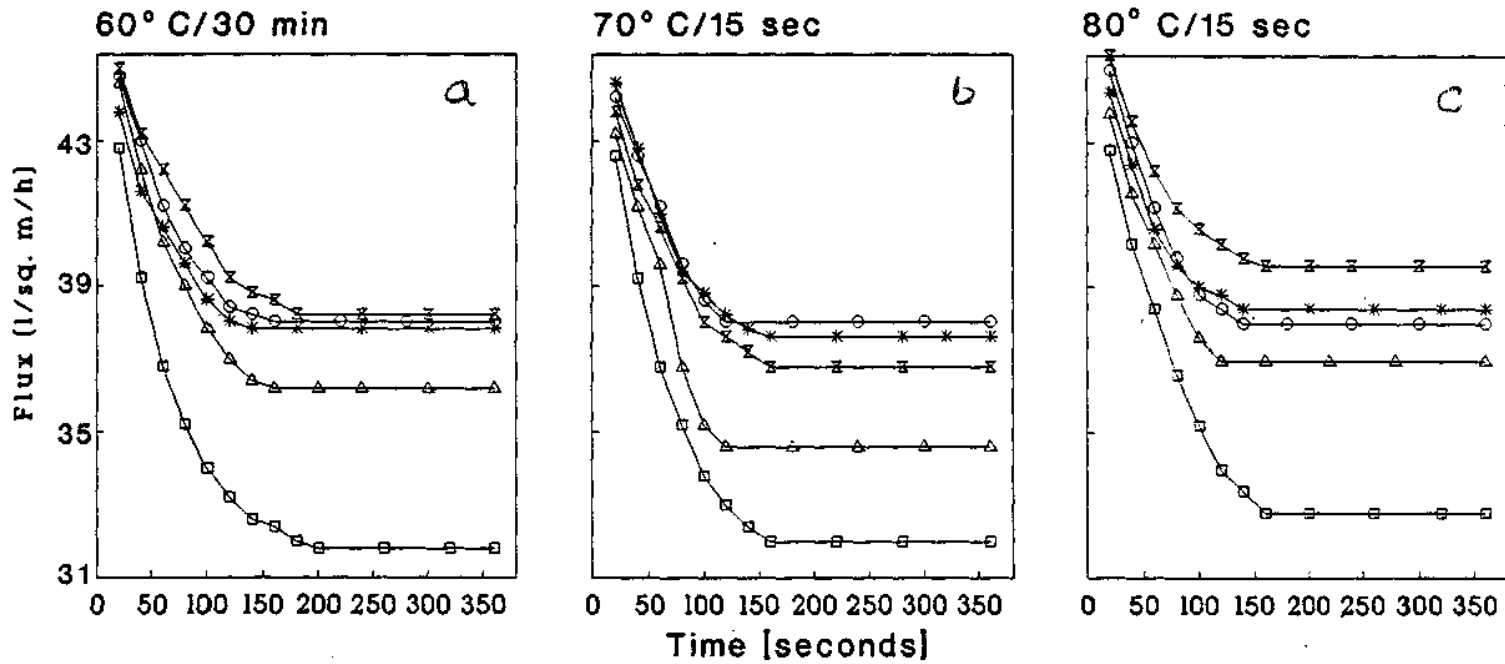 60° C/30 min
70° C/15 sec
80° C/15 sec
a
b
c
Flux (l/sq. m/h)
43
39
35
31
0 50 100 150 200 250 300 350
0 50 100 150 200 250 300 350
0 50 100 150 200 250 300 350
Time [seconds]